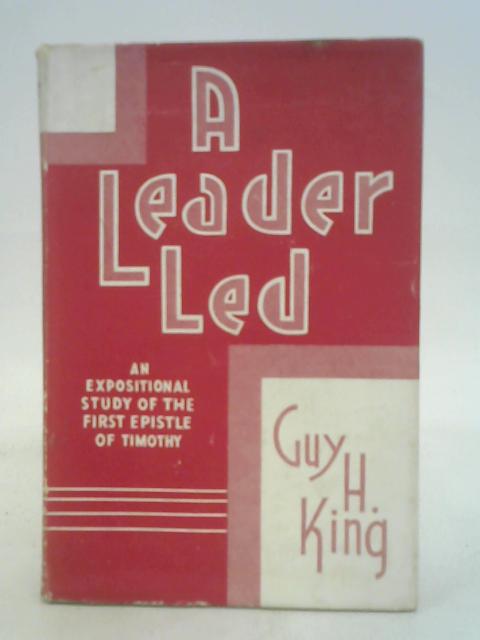 A
Leader
Led
AN
EXPOSITIONAL
STUDY OF THE
FIRST EPISTLE
OF TIMOTHY
Guy
H.
King